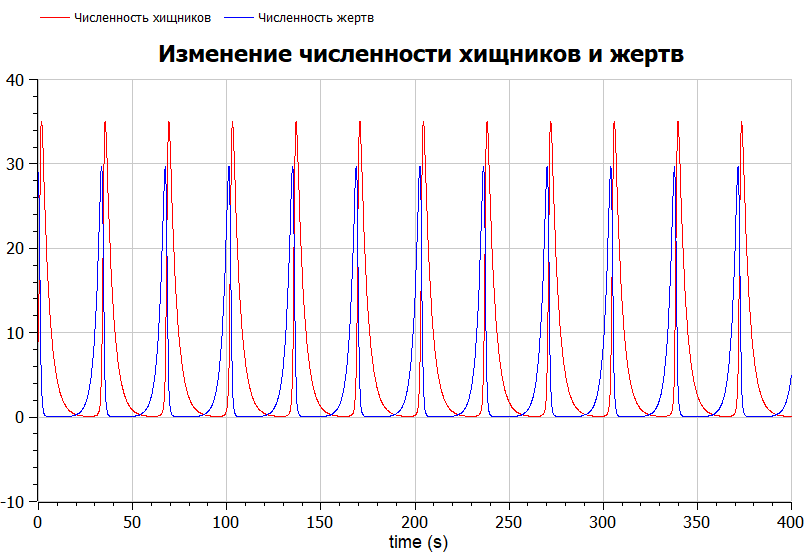 Численность хищников Численность жертв
Изменение численности хищников и жертв
40
30
20
10
0
-10
0 50 100 150 200 250 300 350 400
time (s)